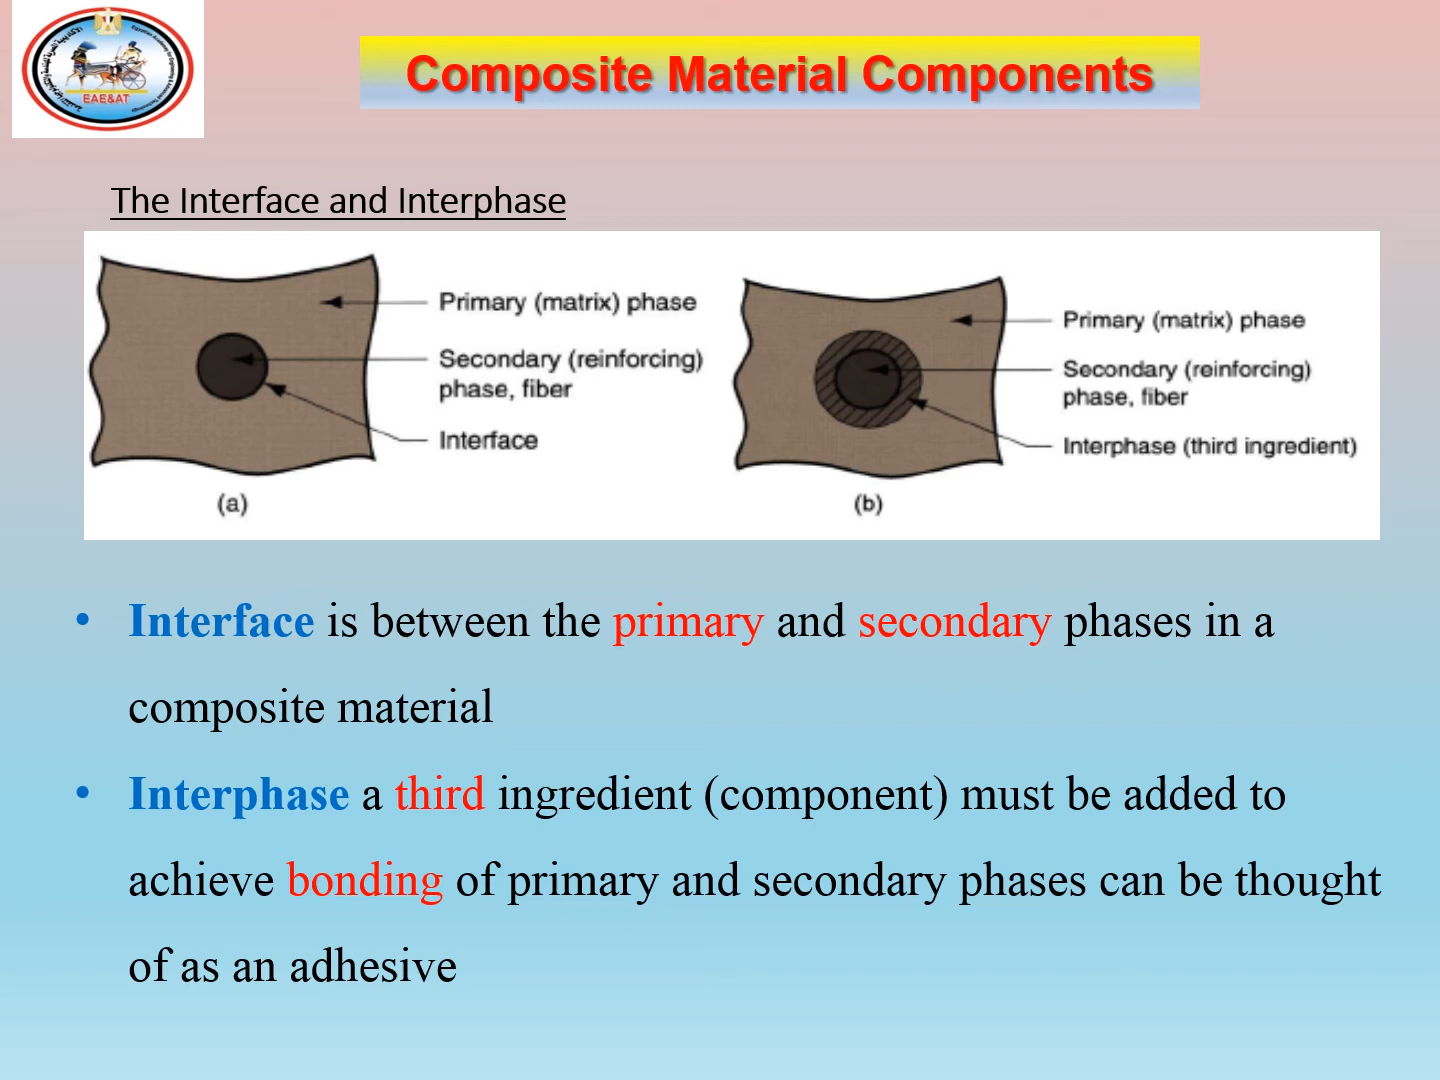 EAE&AT
Composite Material Components
The Interface and Interphase
Primary (matrix) phase
Secondary (reinforcing)
phase, fiber
Interface
(a)
Primary (matrix) phase
Secondary (reinforcing)
phase, fiber
Interphase (third ingredient)
(b)
• Interface is between the primary and secondary phases in a
composite material
• Interphase a third ingredient (component) must be added to
achieve bonding of primary and secondary phases can be thought
of as an adhesive